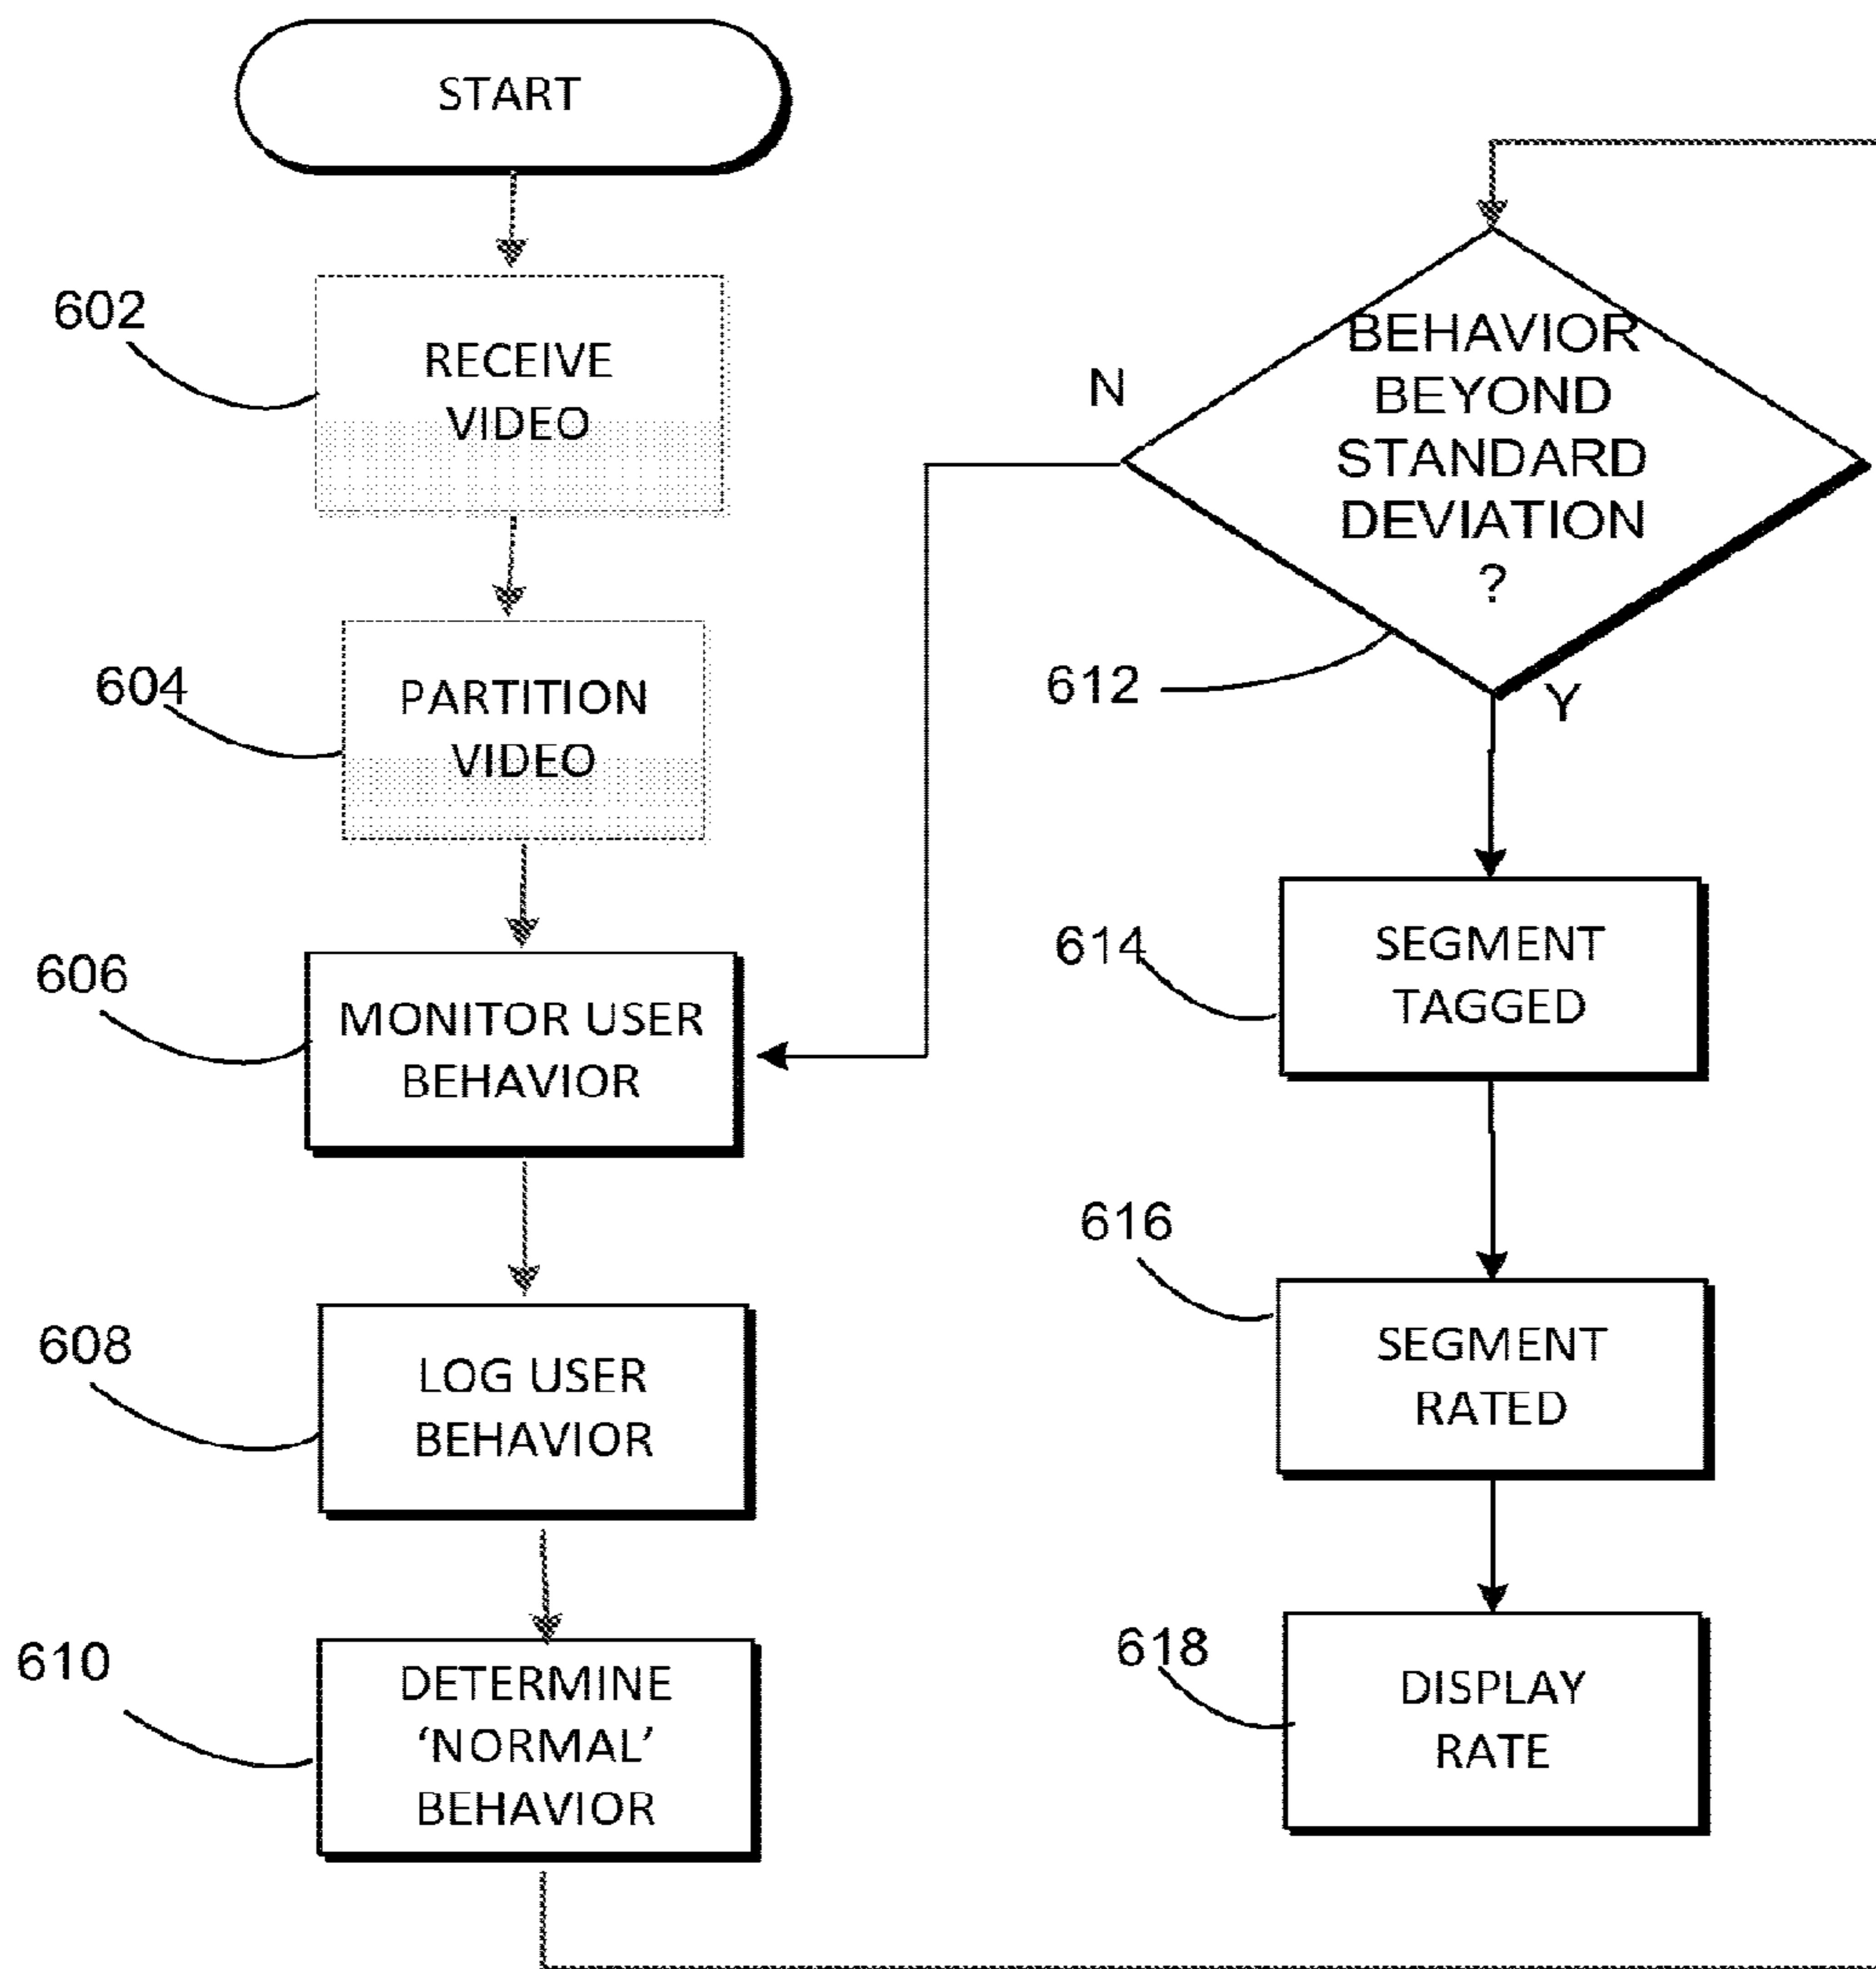 START
602
RECEIVE
VIDEO
604
PARTITION
VIDEO
606
MONITOR USER
BEHAVIOR
608
LOG USER
BEHAVIOR
610
DETERMINE
‘NORMAL’
BEHAVIOR
BEHAVIOR
BEYOND
STANDARD
DEVIATION
?
N
612
Y
614
SEGMENT
TAGGED
616
SEGMENT
RATED
618
DISPLAY
RATE